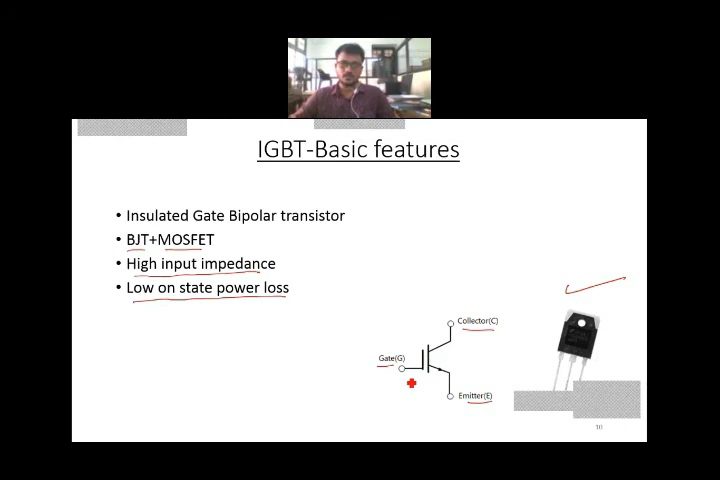 IGBT-Basic features
• Insulated Gate Bipolar transistor
• BJT+MOSFET
• High input impedance
• Low on state power loss
Collector(C)
Gate(G)
Emitter(E)
10